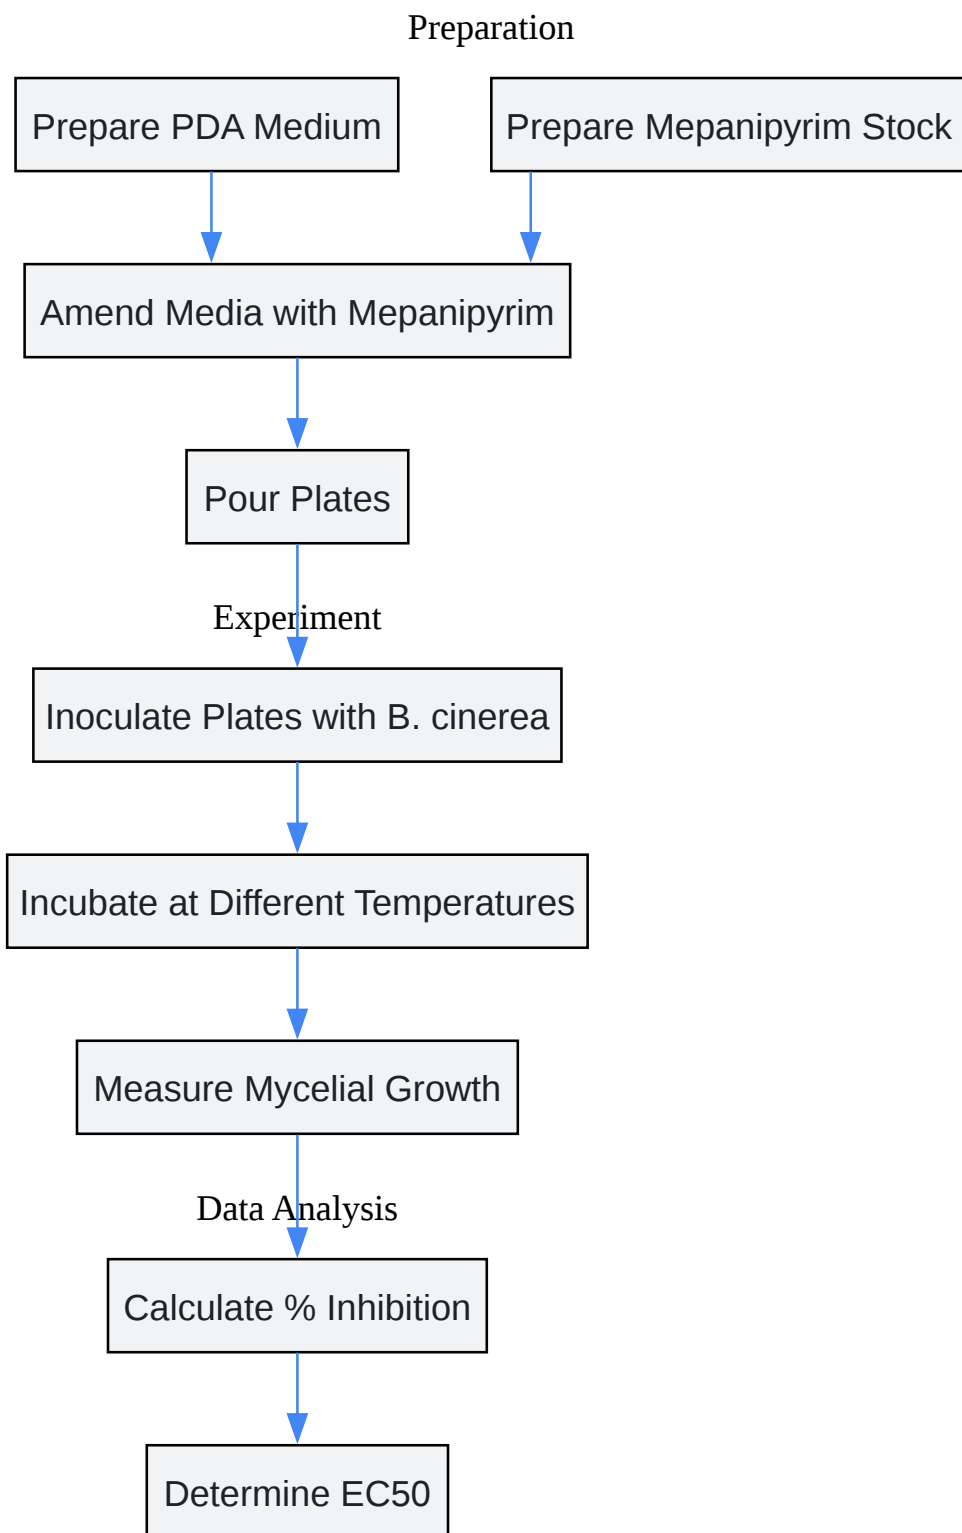 Preparation
Prepare PDA Medium
Prepare Mepanipyrim Stock
Amend Media with Mepanipyrim
Pour Plates
Experiment
Inoculate Plates with B. cinerea
Incubate at Different Temperatures
Measure Mycelial Growth
Data Analysis
Calculate % Inhibition
Determine EC50